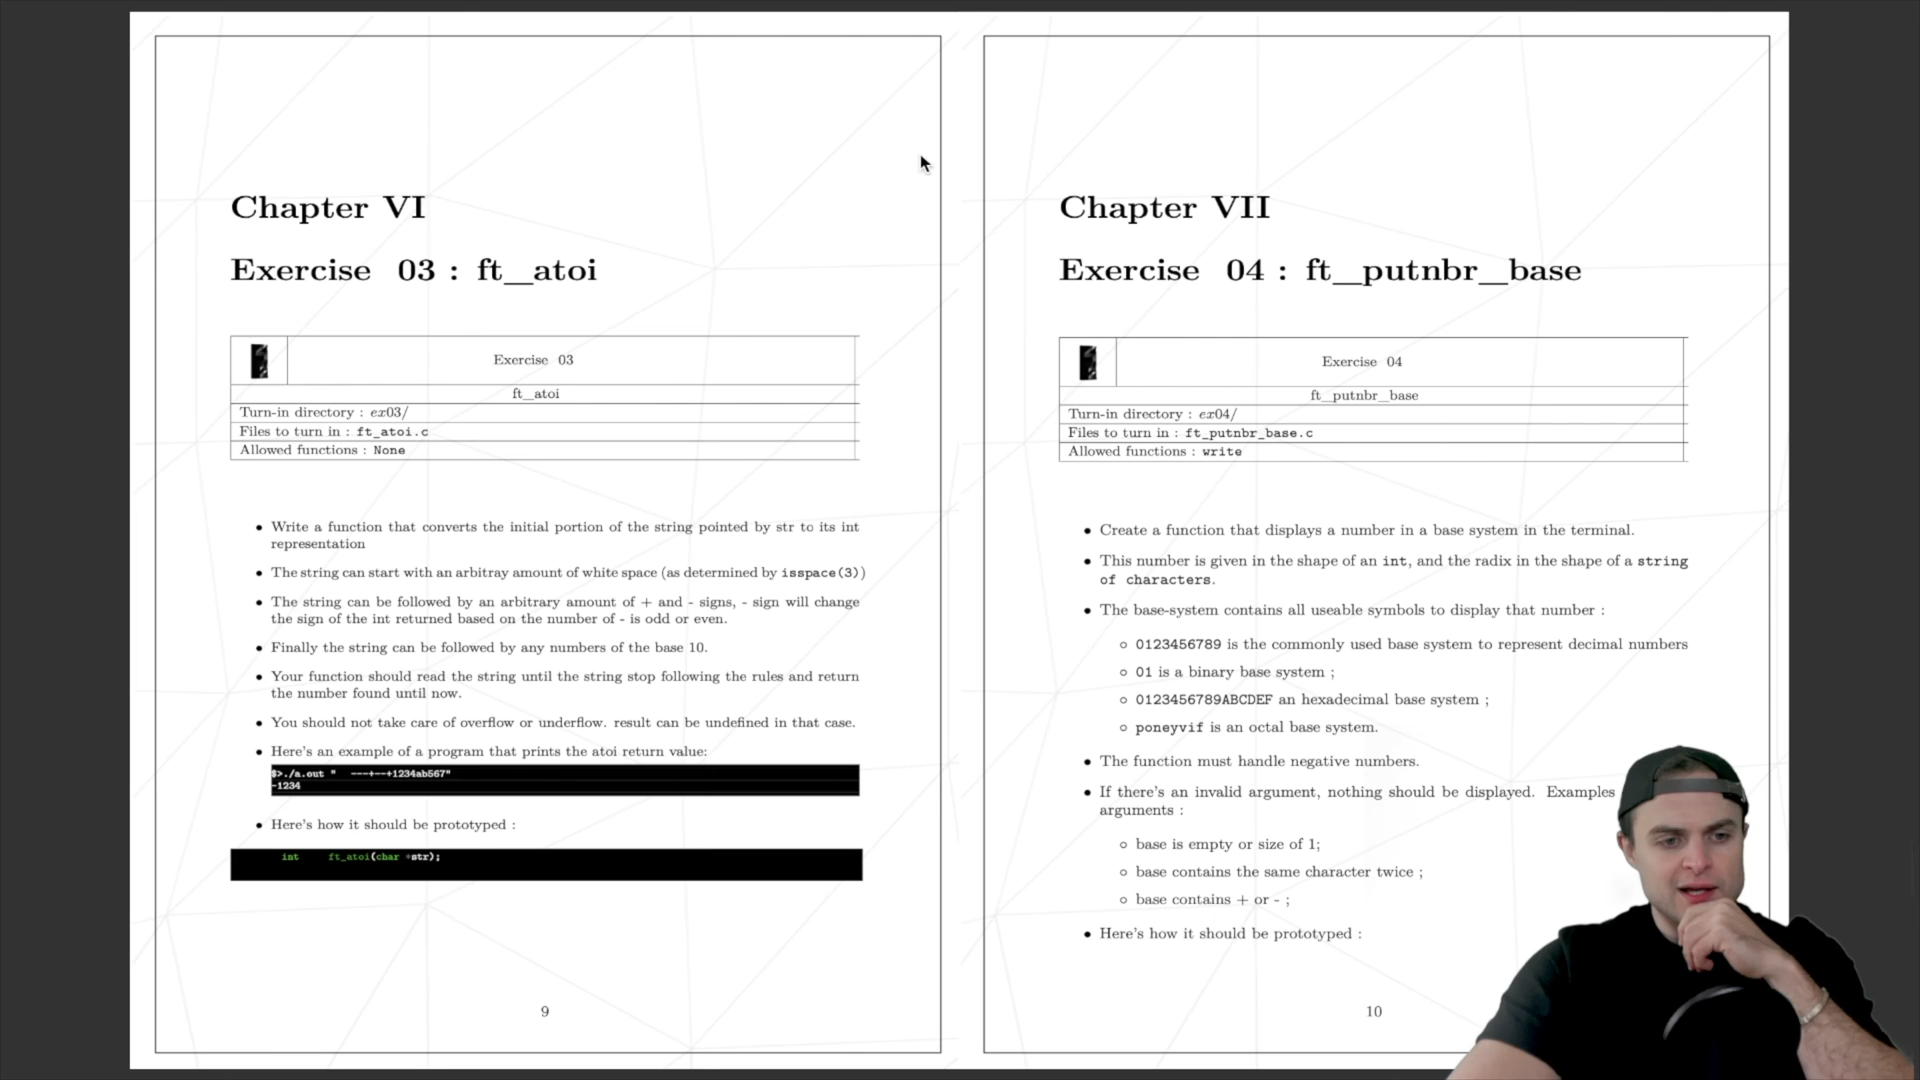 Chapter VI
Exercise 03 : ft_atoi
Exercise 03
ft_atoi
Turn-in directory : ex03/
Files to turn in : ft_atoi.c
Allowed functions : None
• Write a function that converts the initial portion of the string pointed by str to its int
representation
• The string can start with an arbitray amount of white space (as determined by isspace(3))
• The string can be followed by an arbitrary amount of + and - signs, - sign will change
the sign of the int returned based on the number of - is odd or even.
• Finally the string can be followed by any numbers of the base 10.
• Your function should read the string until the string stop following the rules and return
the number found until now.
• You should not take care of overflow or underflow. result can be undefined in that case.
• Here's an example of a program that prints the atoi return value:
$>./a.out " ---+--+1234ab567"
-1234
• Here's how it should be prototyped :
int ft_atoi(char *str);
9
Chapter VII
Exercise 04 : ft_putnbr_base
Exercise 04
ft_putnbr_base
Turn-in directory : ex04/
Files to turn in : ft_putnbr_base.c
Allowed functions : write
• Create a function that displays a number in a base system in the terminal.
• This number is given in the shape of an int, and the radix in the shape of a string
of characters.
• The base-system contains all useable symbols to display that number :
◦ 0123456789 is the commonly used base system to represent decimal numbers
◦ 01 is a binary base system ;
◦ 0123456789ABCDEF an hexadecimal base system ;
◦ poneyvif is an octal base system.
• The function must handle negative numbers.
• If there's an invalid argument, nothing should be displayed. Examples
arguments :
◦ base is empty or size of 1;
◦ base contains the same character twice ;
◦ base contains + or - ;
• Here's how it should be prototyped :
10